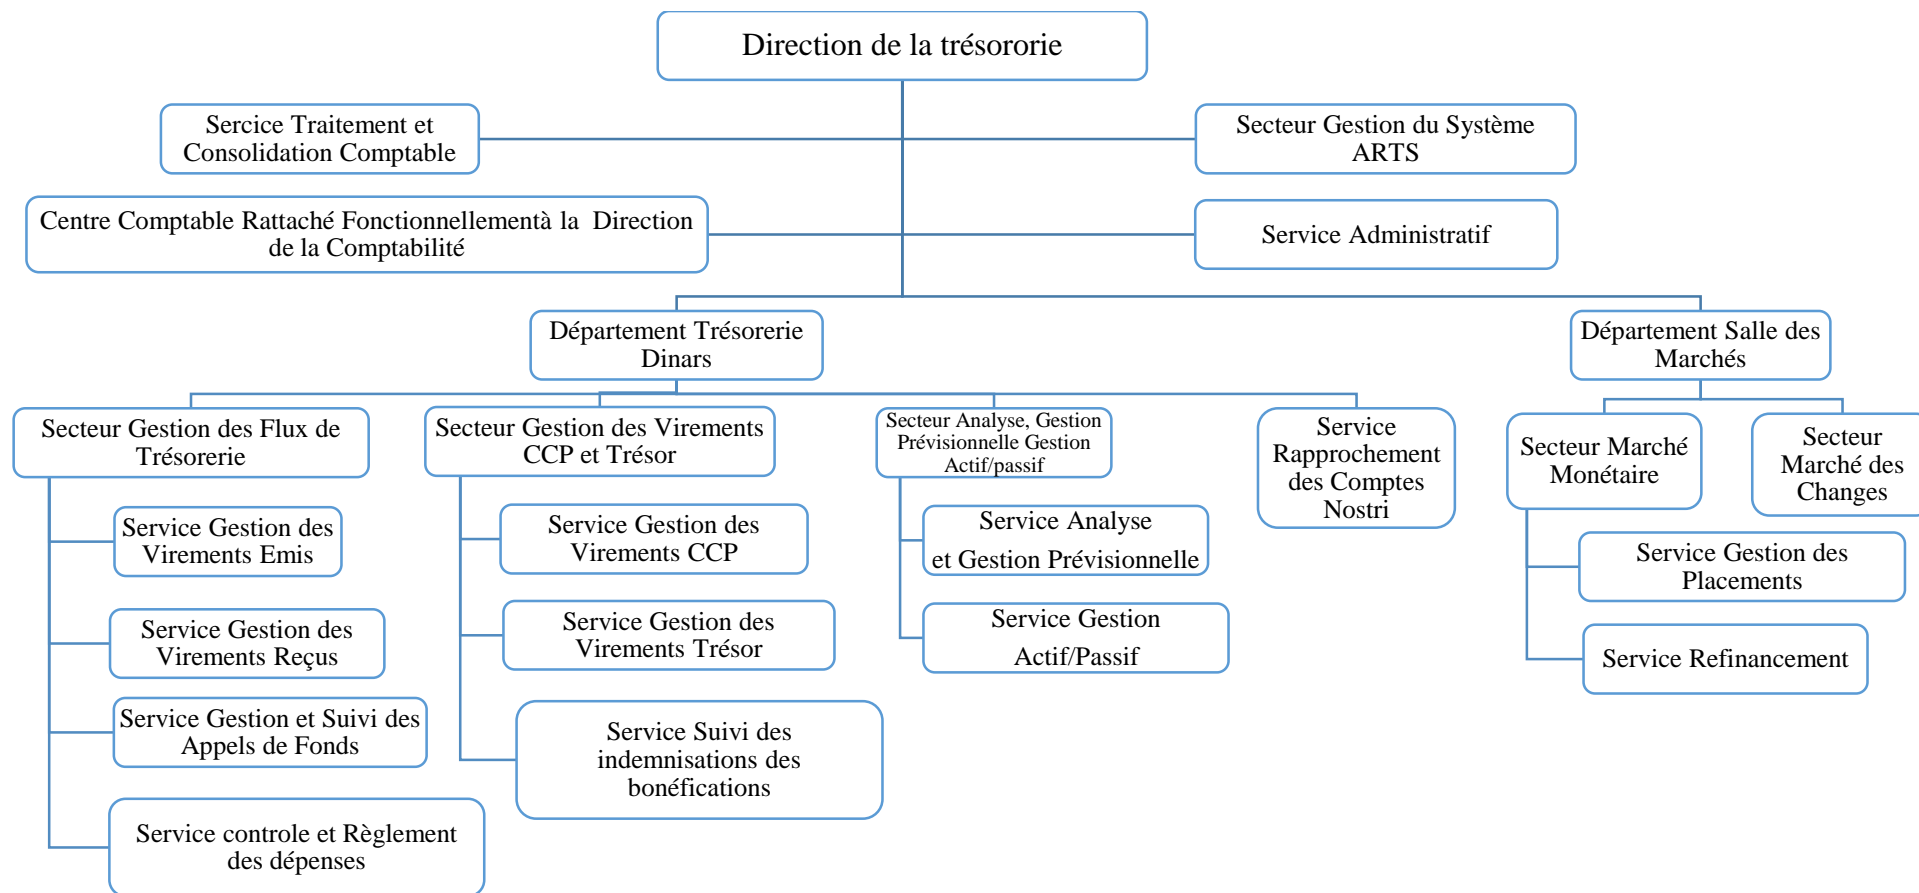 Direction de la trésororie
Sercice Traitement et
Consolidation Comptable
Secteur Gestion du Système
ARTS
Centre Comptable Rattaché Fonctionnellementà la Direction
de la Comptabilité
Service Administratif
Département Trésorerie
Dinars
Département Salle des
Marchés
Secteur Gestion des Flux de
Trésorerie
Secteur Gestion des Virements
CCP et Trésor
Secteur Analyse, Gestion
Prévisionnelle Gestion
Actif/passif
Service
Rapprochement
des Comptes
Nostri
Secteur Marché
Monétaire
Secteur
Marché des
Changes
Service Gestion des
Virements Emis
Service Gestion des
Virements CCP
Service Analyse
et Gestion Prévisionnelle
Service Gestion des
Placements
Service Gestion des
Virements Reçus
Service Gestion des
Virements Trésor
Service Gestion
Actif/Passif
Service Refinancement
Service Gestion et Suivi des
Appels de Fonds
Service Suivi des
indemnisations des
bonéfications
Service controle et Règlement
des dépenses